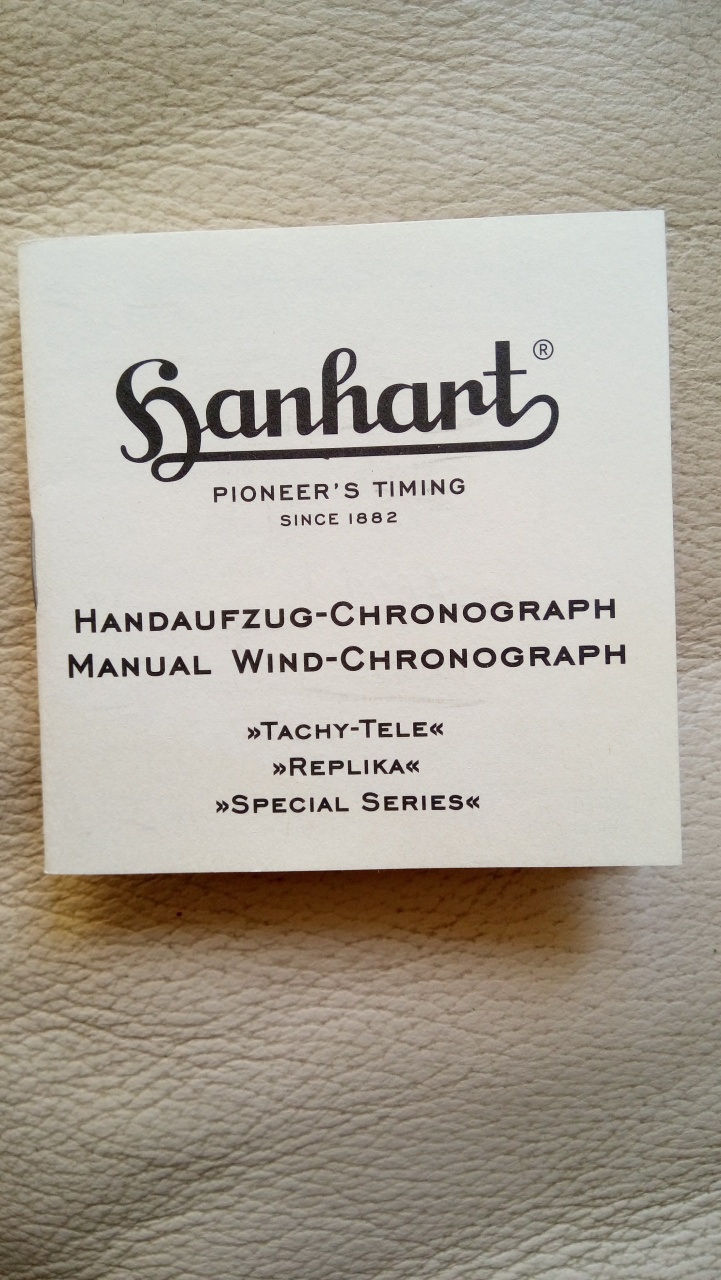 Hanhart®
PIONEER'S TIMING
SINCE 1882
HANDAUFZUG-CHRONOGRAPH
MANUAL WIND-CHRONOGRAPH
»TACHY-TELE«
»REPLIKA«
»SPECIAL SERIES«